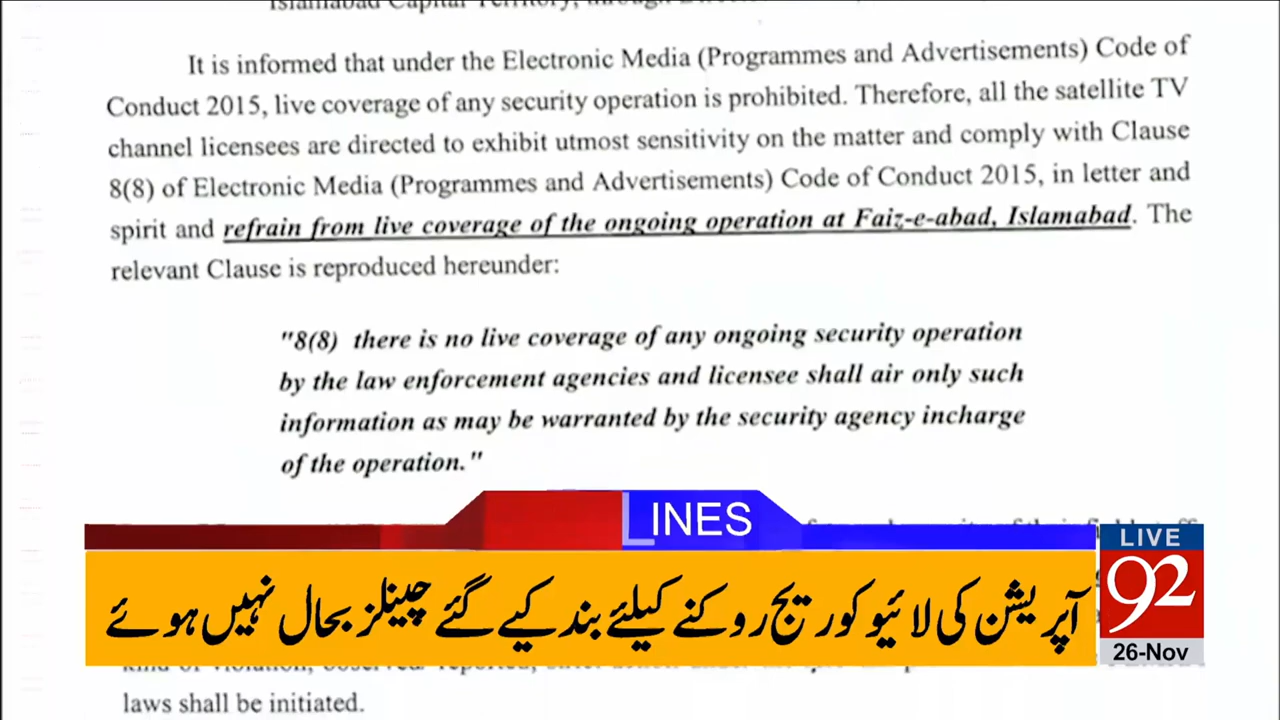 Islamabad Capital Territory, through
It is informed that under the Electronic Media (Programmes and Advertisements) Code of
Conduct 2015, live coverage of any security operation is prohibited. Therefore, all the satellite TV
channel licensees are directed to exhibit utmost sensitivity on the matter and comply with Clause
8(8) of Electronic Media (Programmes and Advertisements) Code of Conduct 2015, in letter and
spirit and refrain from live coverage of the ongoing operation at Faiz-e-abad, Islamabad. The
relevant Clause is reproduced hereunder:
"8(8) there is no live coverage of any ongoing security operation
by the law enforcement agencies and licensee shall air only such
information as may be warranted by the security agency incharge
of the operation."
LINES
LIVE
92
آپریشن کی لائیو کوریج روکنے کیلئے بند کیے گئے چینلز بحال نہیں ہوئے
26-Nov
laws shall be initiated.